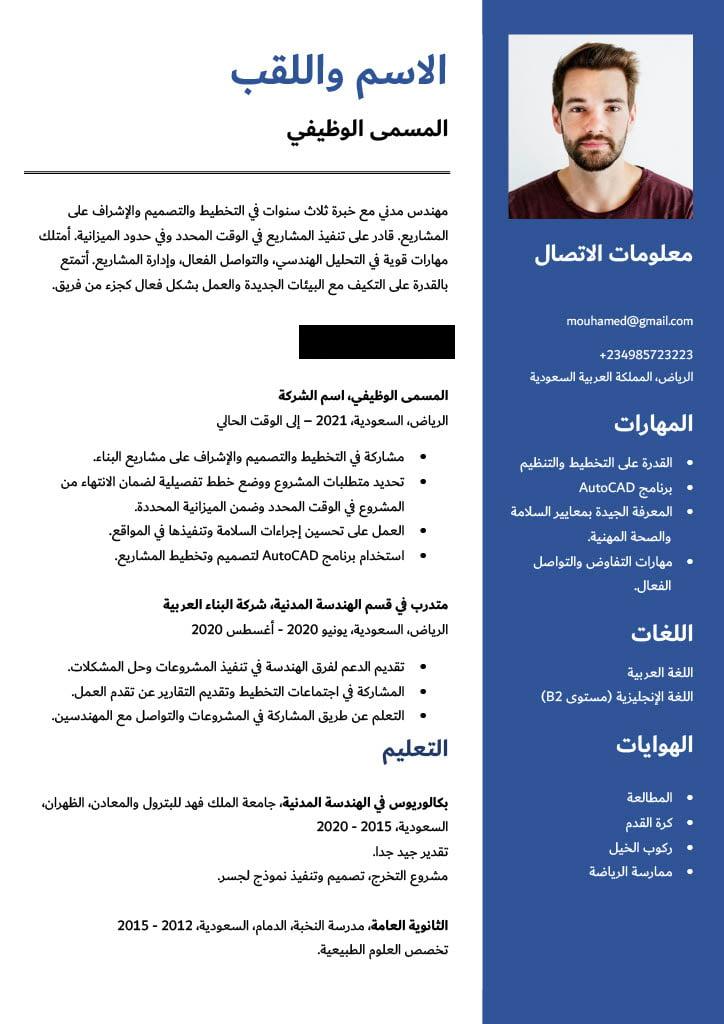 الاسم واللقب
المسمى الوظيفي
مهندس مدني مع خبرة ثلاث سنوات في التخطيط والتصميم والإشراف على
المشاريع. قادر على تنفيذ المشاريع في الوقت المحدد وفي حدود الميزانية. أمتلك
مهارات قوية في التحليل الهندسي، والتواصل الفعال، وإدارة المشاريع. أتمتع
بالقدرة على التكيف مع البيئات الجديدة والعمل بشكل فعال كجزء من فريق.
المسمى الوظيفي، اسم الشركة
الرياض، السعودية، 2021 – إلى الوقت الحالي
• مشاركة في التخطيط والتصميم والإشراف على مشاريع البناء.
• تحديد متطلبات المشروع ووضع خطط تفصيلية لضمان الانتهاء من
المشروع في الوقت المحدد وضمن الميزانية المحددة.
• العمل على تحسين إجراءات السلامة وتنفيذها في المواقع.
• استخدام برنامج AutoCAD لتصميم وتخطيط المشاريع.
متدرب في قسم الهندسة المدنية، شركة البناء العربية
الرياض، السعودية، يونيو 2020 - أغسطس 2020
• تقديم الدعم لفرق الهندسة في تنفيذ المشروعات وحل المشكلات.
• المشاركة في اجتماعات التخطيط وتقديم التقارير عن تقدم العمل.
• التعلم عن طريق المشاركة في المشروعات والتواصل مع المهندسين.
التعليم
بكالوريوس في الهندسة المدنية، جامعة الملك فهد للبترول والمعادن، الظهران،
السعودية، 2015 - 2020
تقدير جيد جدا.
مشروع التخرج، تصميم وتنفيذ نموذج لجسر.
الثانوية العامة، مدرسة النخبة، الدمام، السعودية، 2012 - 2015
تخصص العلوم الطبيعية.
معلومات الاتصال
mouhamed@gmail.com
+234985723223
الرياض، المملكة العربية السعودية
المهارات
• القدرة على التخطيط والتنظيم
• برنامج AutoCAD
• المعرفة الجيدة بمعايير السلامة
والصحة المهنية.
• مهارات التفاوض والتواصل
الفعال.
اللغات
اللغة العربية
اللغة الإنجليزية (مستوى B2)
الهوايات
• المطالعة
• كرة القدم
• ركوب الخيل
• ممارسة الرياضة